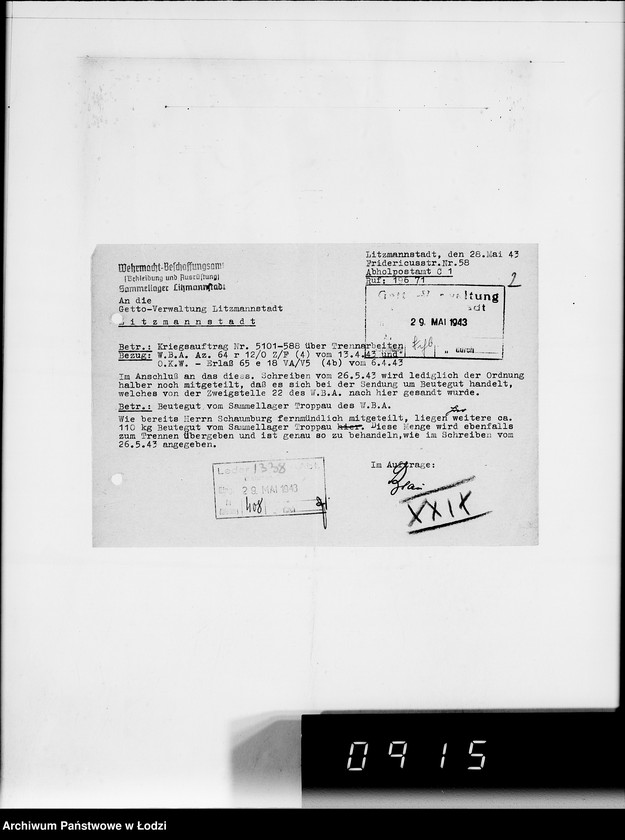 Litzmannstadt, den 28.Mai 43
Fridericusstr.Nr.58
Abholpostamt C 1
Ruf: 196 71
2
Wehrmacht-Beschaffungsamt
(Bekleidung und Ausrüstung)
Sammellager Litzmannstadt
An die
Getto-Verwaltung Litzmannstadt
Litzmannstadt
29. MAI 1943
Betr.: Kriegsauftrag Nr. 5101-588 über Trennarbeiten
Bezug: W.B.A. Az. 64 r 12/0 Z/F (4) vom 13.4.43 und
O.K.W. - Erlaß 65 e 18 VA/V5 (4b) vom 6.4.43
Im Anschluß an das diess. Schreiben vom 26.5.43 wird lediglich der Ordnung
halber noch mitgeteilt, daß es sich bei der Sendung um Beutegut handelt,
welches von der Zweigstelle 22 des W.B.A. nach hier gesandt wurde.
Betr.: Beutegut vom Sammellager Troppau des W.B.A.
Wie bereits Herrn Schaumburg fernmündlich mitgeteilt, liegen hier weitere ca.
110 kg Beutegut vom Sammellager Troppau hier. Diese Menge wird ebenfalls
zum Trennen übergeben und ist genau so zu behandeln,wie im Schreiben vom
26.5.43 angegeben.
Im Auftrage:
29 MAI 1943
408
XXIX
0915
Archiwum Państwowe w Łodzi